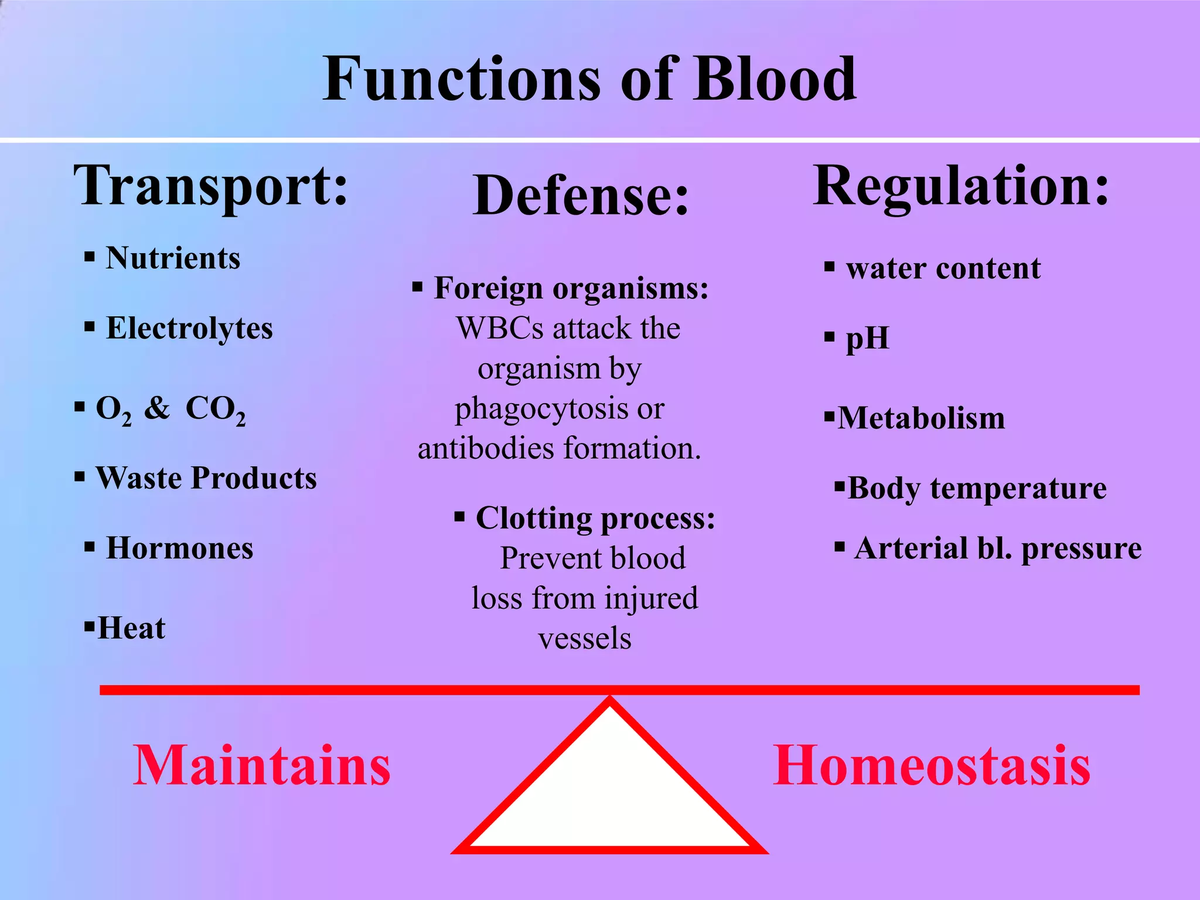 Functions of Blood
Transport:
▪ Nutrients
▪ Electrolytes
▪ O₂ & CO₂
▪ Waste Products
▪ Hormones
▪Heat
Defense:
▪ Foreign organisms:
WBCs attack the
organism by
phagocytosis or
antibodies formation.
▪ Clotting process:
Prevent blood
loss from injured
vessels
Regulation:
▪ water content
▪ pH
▪Metabolism
▪Body temperature
▪ Arterial bl. pressure
Maintains
Homeostasis